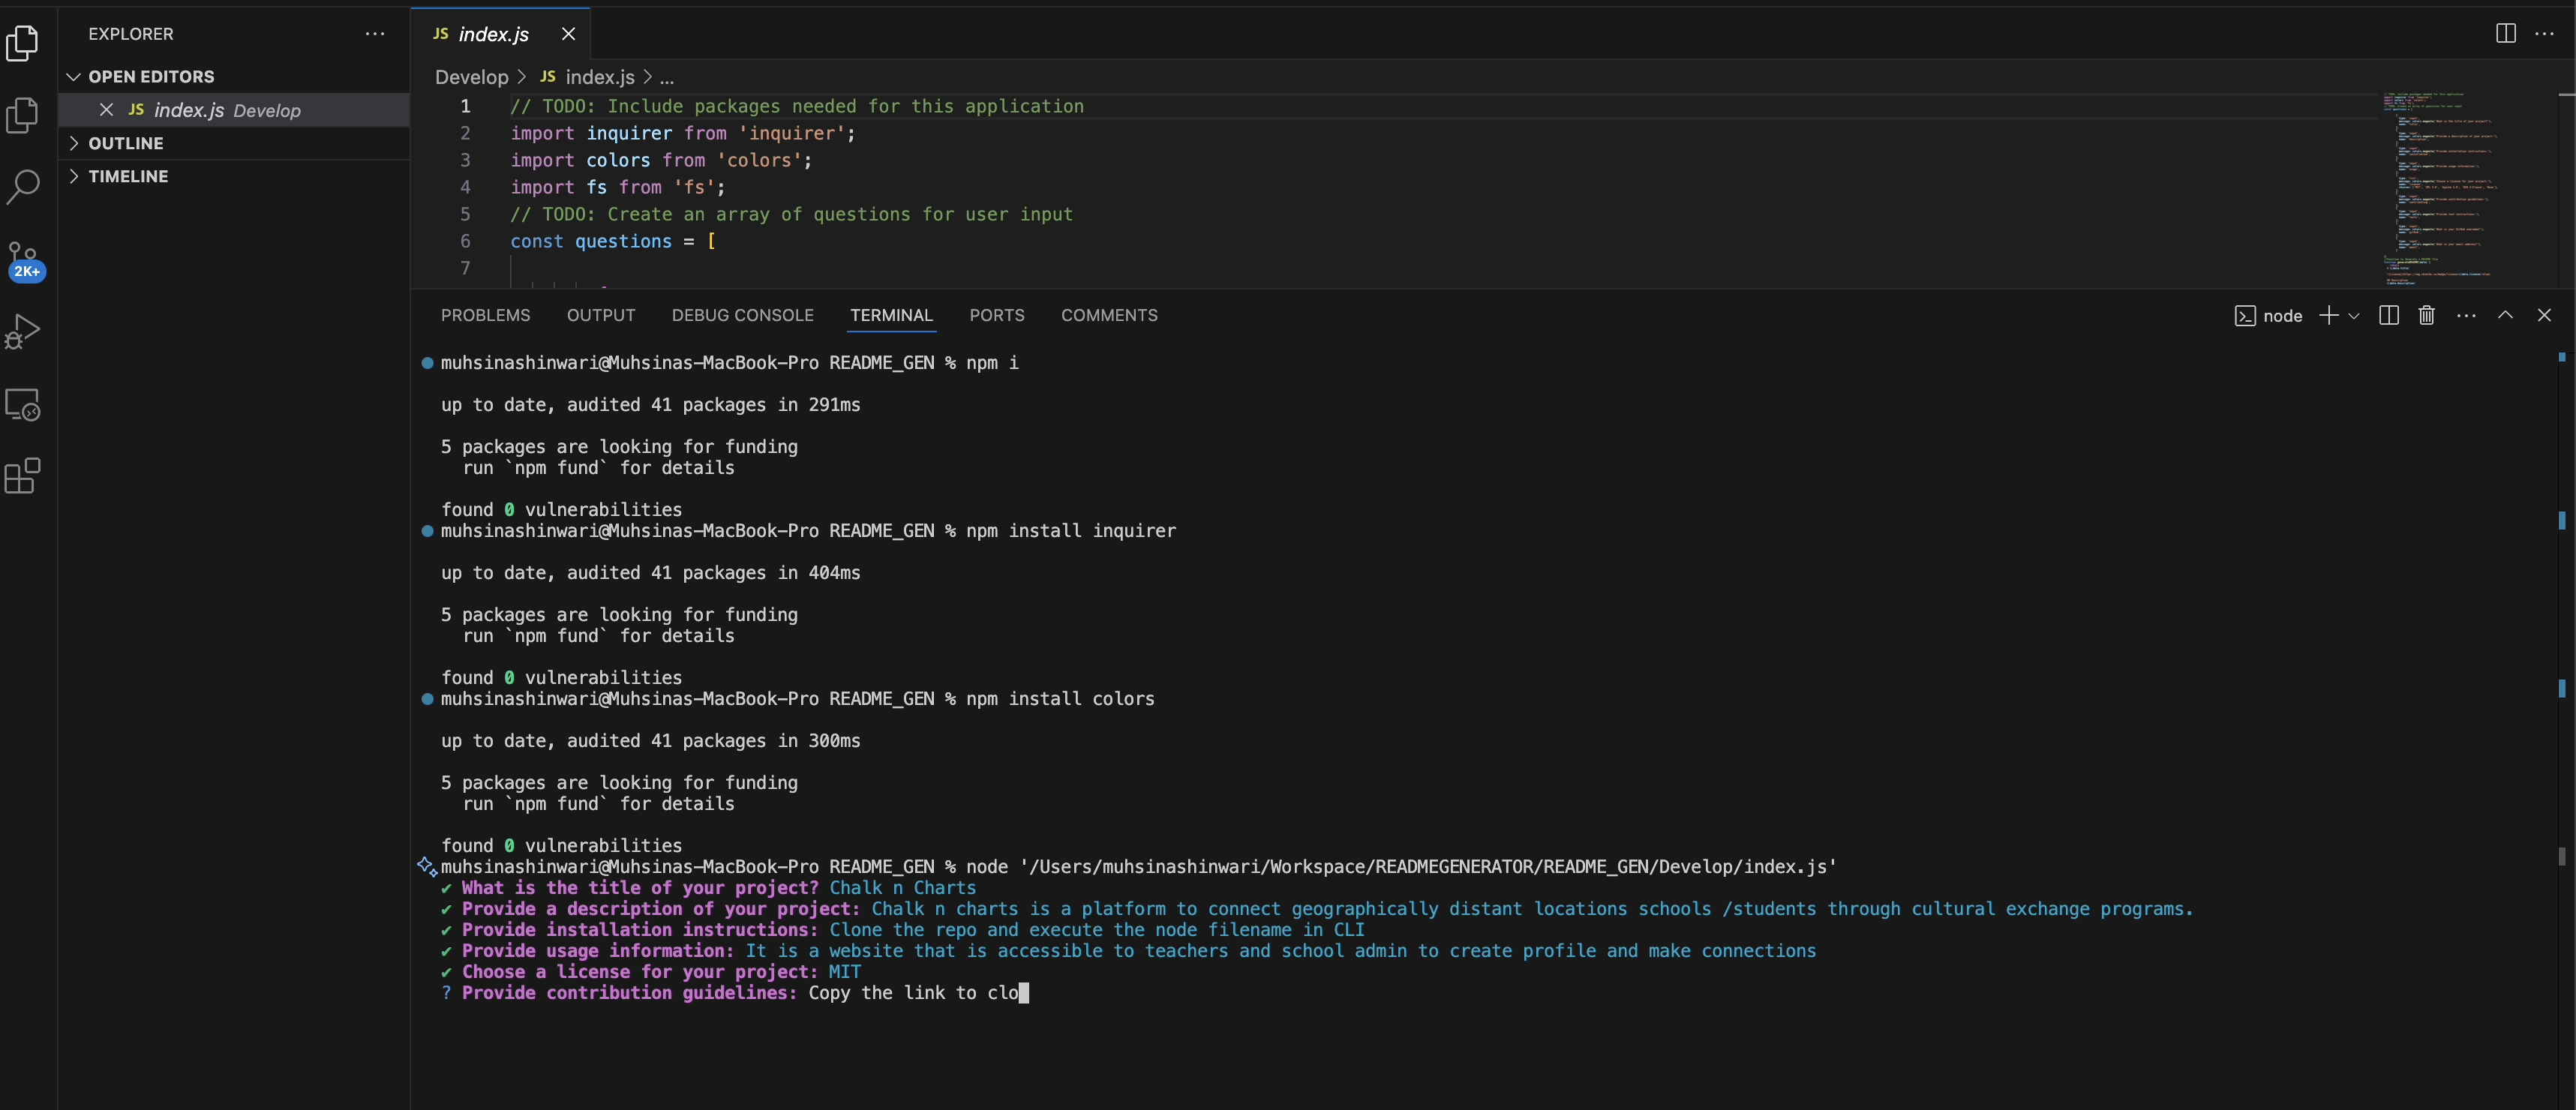 EXPLORER
OPEN EDITORS
JS index.js Develop
OUTLINE
TIMELINE
2K+
JS index.js
Develop > JS index.js > ...
1 // TODO: Include packages needed for this application
2 import inquirer from 'inquirer';
3 import colors from 'colors';
4 import fs from 'fs';
5 // TODO: Create an array of questions for user input
6 const questions = [
7
PROBLEMS OUTPUT DEBUG CONSOLE TERMINAL PORTS COMMENTS
node
muhsinashinwari@Muhsinas-MacBook-Pro README_GEN % npm i
up to date, audited 41 packages in 291ms
5 packages are looking for funding
run `npm fund` for details
found 0 vulnerabilities
muhsinashinwari@Muhsinas-MacBook-Pro README_GEN % npm install inquirer
up to date, audited 41 packages in 404ms
5 packages are looking for funding
run `npm fund` for details
found 0 vulnerabilities
muhsinashinwari@Muhsinas-MacBook-Pro README_GEN % npm install colors
up to date, audited 41 packages in 300ms
5 packages are looking for funding
run `npm fund` for details
found 0 vulnerabilities
muhsinashinwari@Muhsinas-MacBook-Pro README_GEN % node '/Users/muhsinashinwari/Workspace/READMEGENERATOR/README_GEN/Develop/index.js'
✔ What is the title of your project? Chalk n Charts
✔ Provide a description of your project: Chalk n charts is a platform to connect geographically distant locations schools /students through cultural exchange programs.
✔ Provide installation instructions: Clone the repo and execute the node filename in CLI
✔ Provide usage information: It is a website that is accessible to teachers and school admin to create profile and make connections
✔ Choose a license for your project: MIT
? Provide contribution guidelines: Copy the link to clo